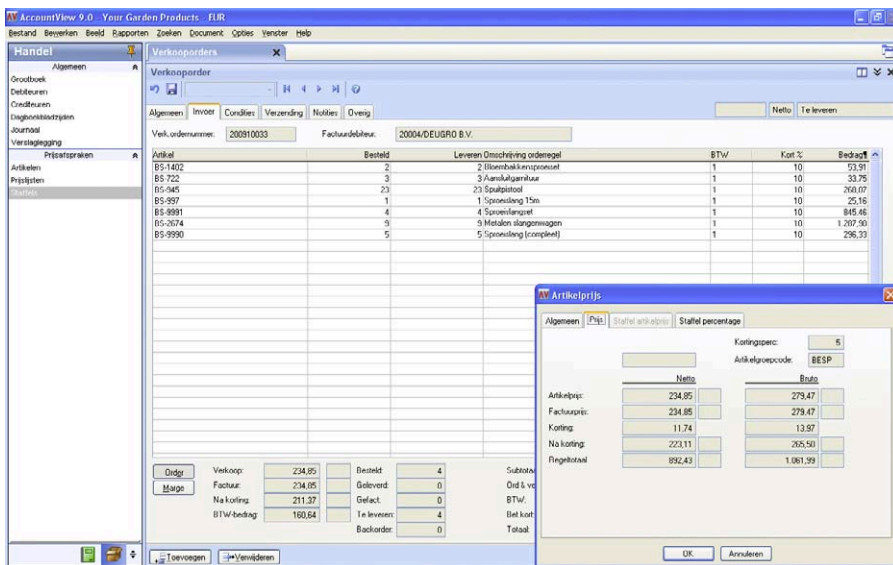 AccountView 9.0 - Your Garden Products - EUR
Bestand Bewerken Beeld Rapporten Zoeken Document Opties Venster Help
Handel
Algemeen
Grootboek
Debiteuren
Crediteuren
Dagboekbladzijden
Journaal
Verslaglegging
Prijsafspraken
Artikelen
Prijslijsten
Staffels
Verkooporders
Verkooporder
Algemeen Invoer Condities Verzending Notities Overig
Netto Te leveren
Verk.ordernummer: 200910033 Factuurdebiteur: 20004/DEUGRO B.V.
Artikel Besteld Leveren Omschrijving orderregel BTW Kort % Bedrag¶
BS-1402 2 2 Bloembakkensproeiset 1 10 53,91
BS-722 3 3 Aansluitgarnituur 1 10 33,75
BS-945 23 23 Spuitpistool 1 10 260,07
BS-997 1 1 Sproeislang 15m 1 10 25,16
BS-9991 4 4 Sproeislangset 1 10 845,46
BS-2674 9 9 Metalen slangenwagen 1 10 1.207,90
BS-9990 5 5 Sproeislang (compleet) 1 10 296,33
Order
Marge
Verkoop: 234,85 Besteld: 4 Subtotaa
Factuur: 234,85 Geleverd: 0 Ord & ve
Na korting: 211,37 Gefact: 0 BTW:
BTW-bedrag: 160,64 Te leveren: 4 Bet.kort
Backorder: 0 Totaal:
Toevoegen Verwijderen
Artikelprijs
Algemeen Prijs Staffel artikelprijs Staffel percentage
Kortingsperc: 5
Artikelgroepcode: BESP
Netto Bruto
Artikelprijs: 234,85 279,47
Factuurprijs: 234,85 279,47
Korting: 11,74 13,97
Na korting: 223,11 265,50
Regeltotaal 892,43 1.061,99
OK Annuleren